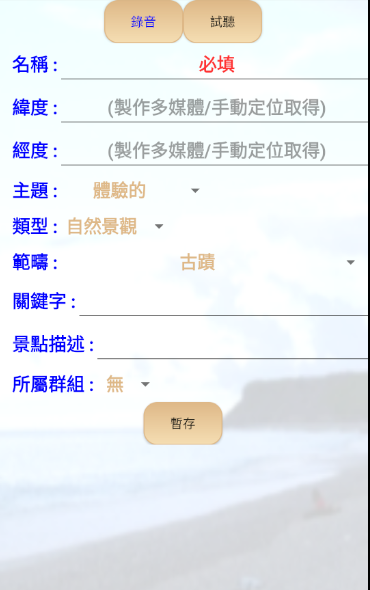 錄音 試聽
名稱 : 必填
緯度 : (製作多媒體/手動定位取得)
經度 : (製作多媒體/手動定位取得)
主題 : 體驗的
類型 : 自然景觀
範疇 : 古蹟
關鍵字 :
景點描述 :
所屬群組 : 無
暫存